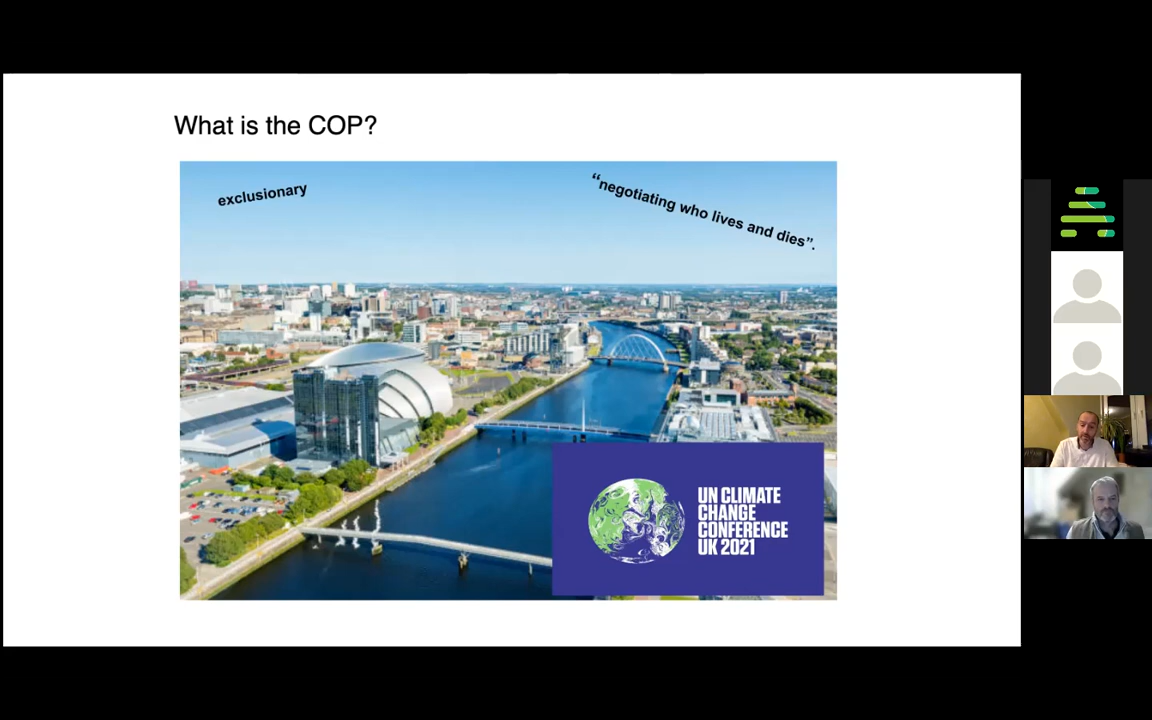 What is the COP?
exclusionary
“negotiating who lives and dies”.
UN CLIMATE
CHANGE
CONFERENCE
UK 2021